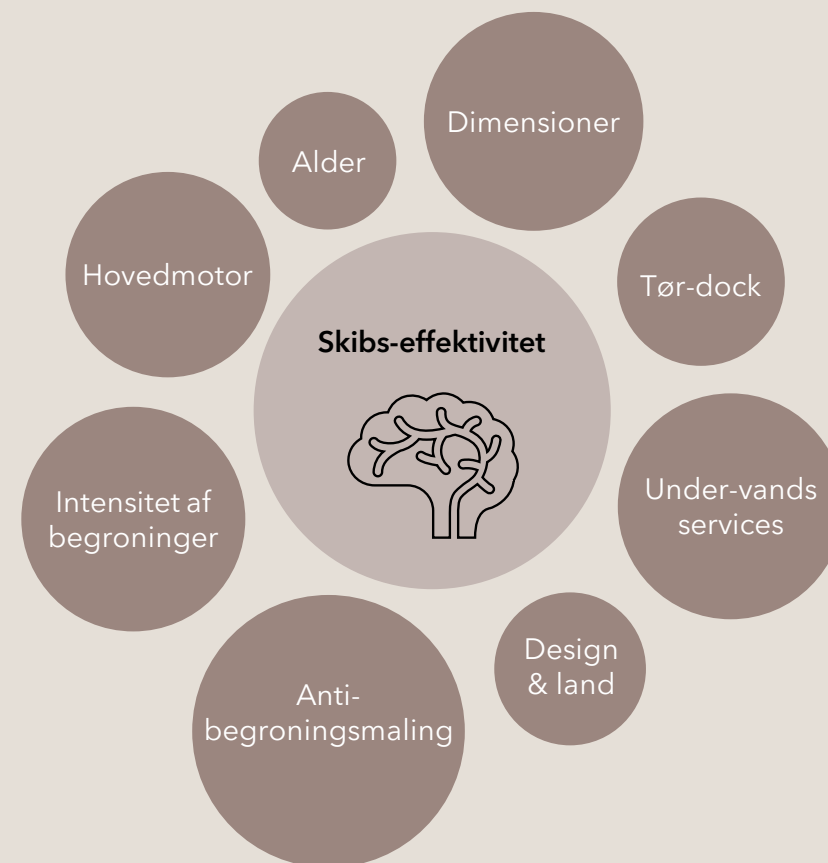 Dimensioner
Alder
Hovedmotor
Tør-dock
Skibs-effektivitet
Intensitet af
begroninger
Under-vands
services
Design
& land
Anti-
begroningsmaling